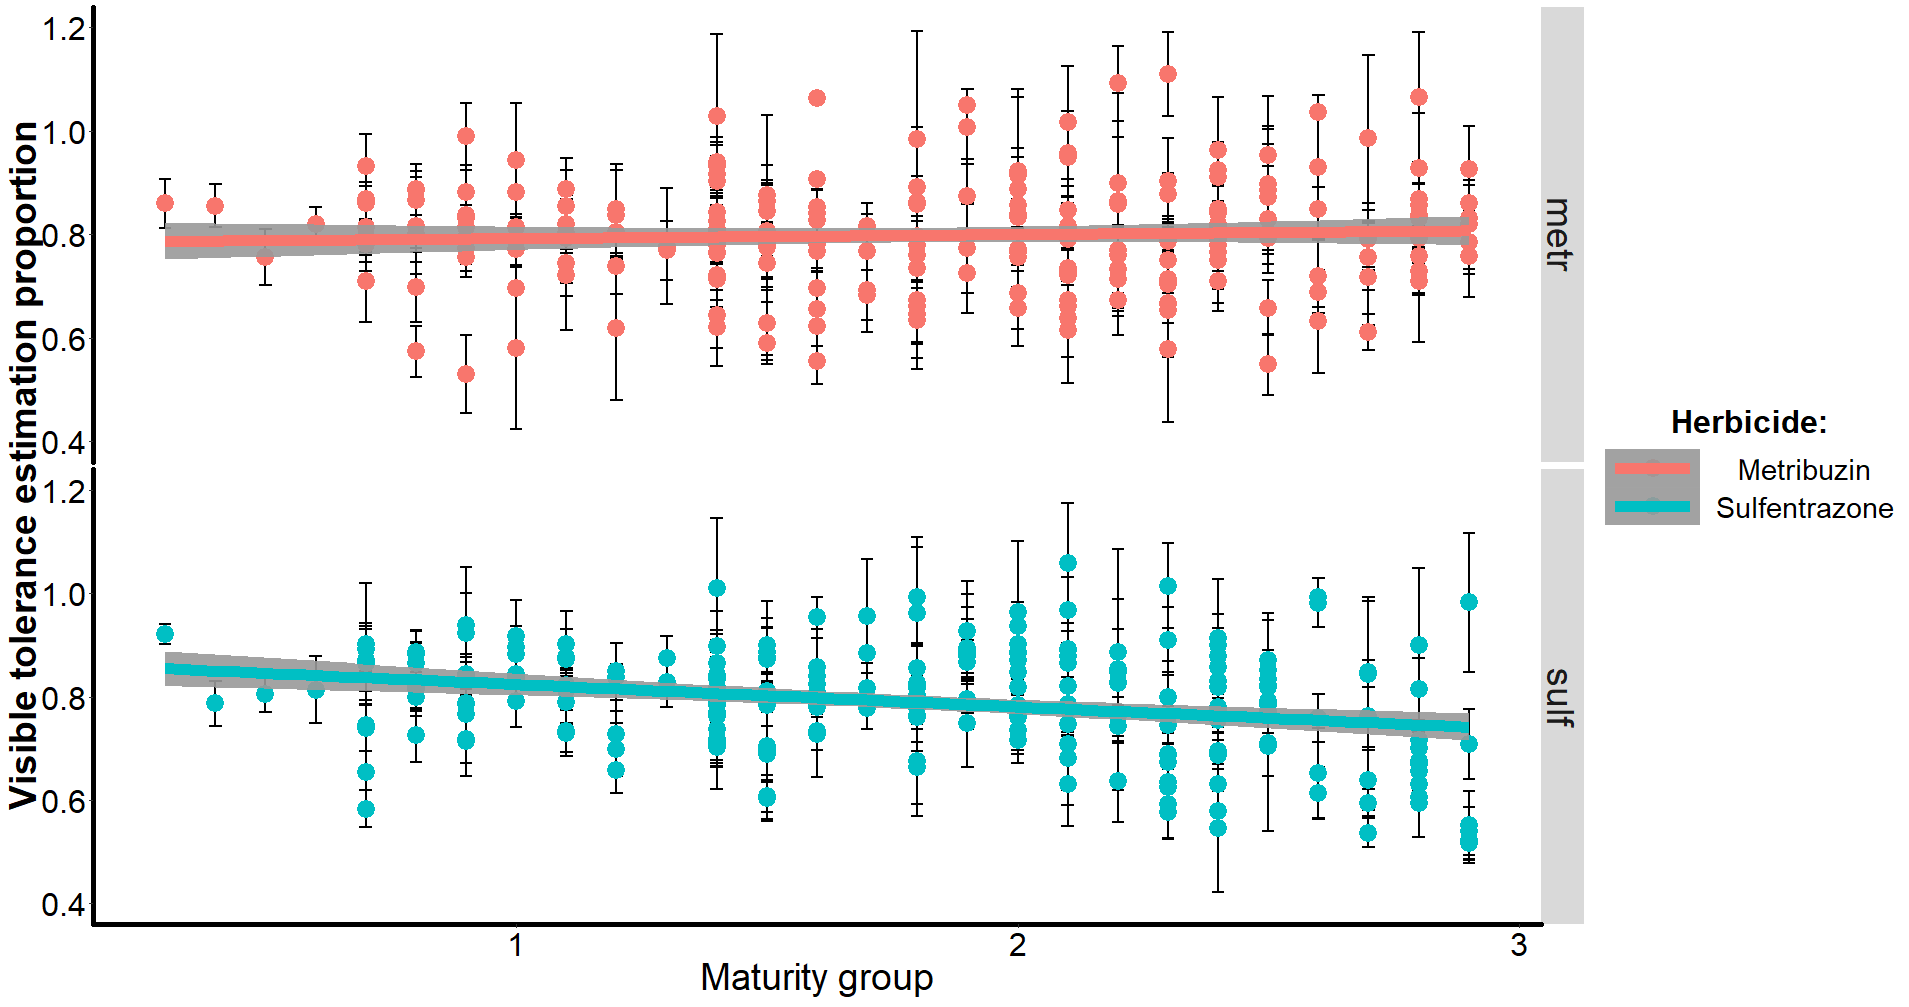 Visible tolerance estimation proportion
1.2
1.0
0.8
0.6
0.4
metr
1.2
1.0
0.8
0.6
0.4
sulf
1
2
3
Maturity group
Herbicide:
Metribuzin
Sulfentrazone